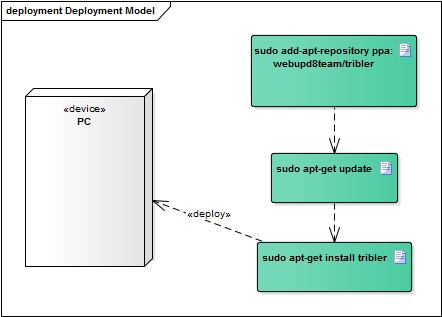 deployment Deployment Model
sudo add-apt-repository ppa:
webupd8team/tribler
«device»
PC
sudo apt-get update
«deploy»
sudo apt-get install tribler